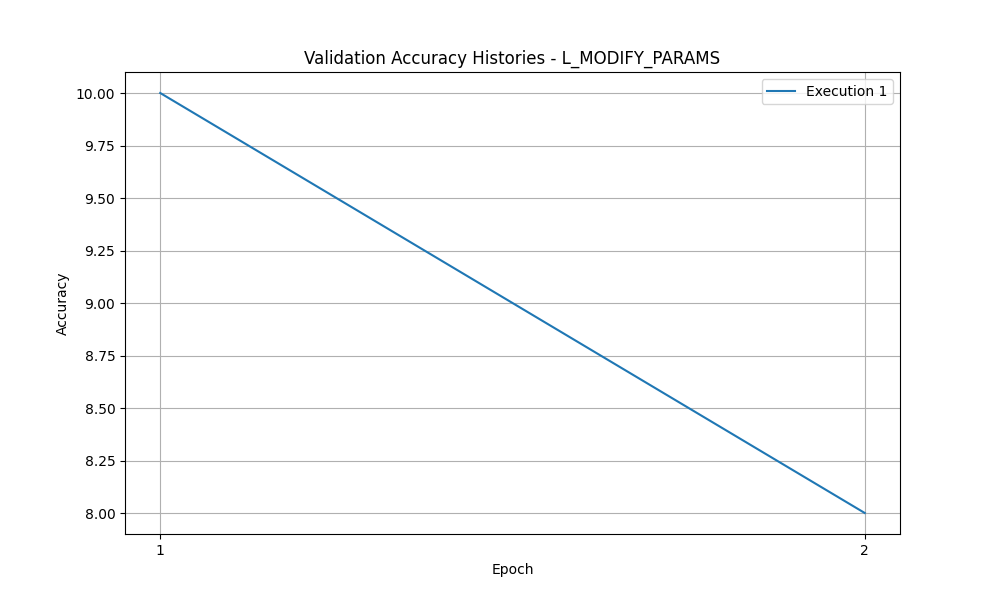 Validation Accuracy Histories - L_MODIFY_PARAMS
Execution 1
10.00
9.75
9.50
9.25
9.00
8.75
8.50
8.25
8.00
Accuracy
1
2
Epoch